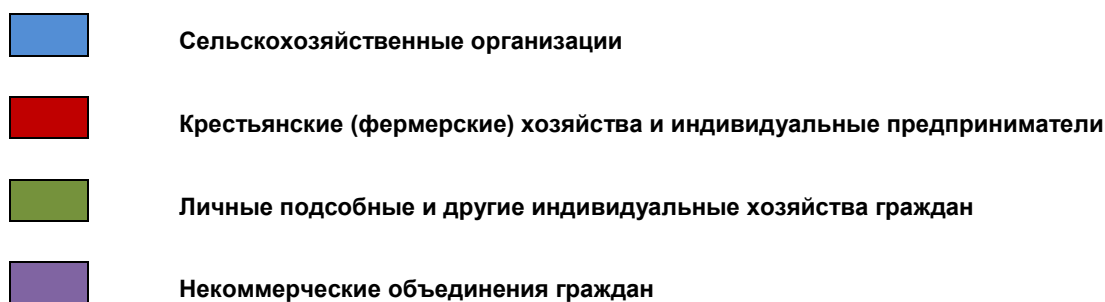 Сельскохозяйственные организации
Крестьянские (фермерские) хозяйства и индивидуальные предприниматели
Личные подсобные и другие индивидуальные хозяйства граждан
Некоммерческие объединения граждан